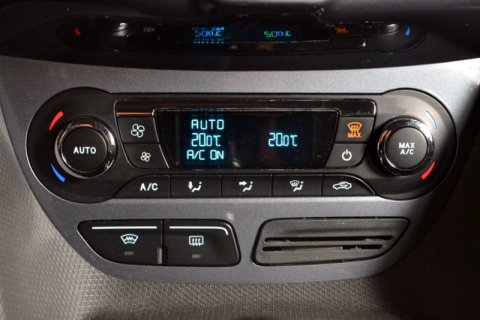 AUTO
20.0°C 20.0°C
A/C ON
AUTO
MAX
MAX
A/C
A/C